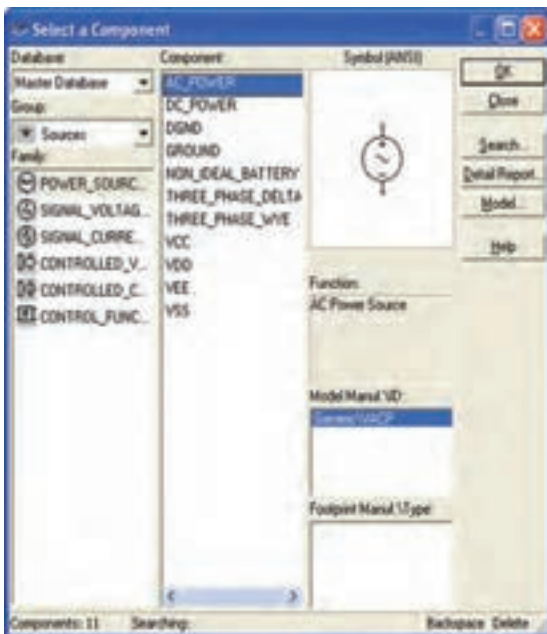 Select a Component
Database:
Master Database
Group:
Sources
Family:
POWER_SOURC...
SIGNAL_VOLTAG...
SIGNAL_CURRE...
CONTROLLED_V...
CONTROLLED_C...
CONTROL_FUNC...
Component:
AC_POWER
DC_POWER
DGND
GROUND
NON_IDEAL_BATTERY
THREE_PHASE_DELTA
THREE_PHASE_WYE
VCC
VDD
VEE
VSS
Symbol (ANSI)
Function:
AC Power Source
Model Manuf.\ID:
Generic\VACP
Footprint Manuf.\Type:
OK
Close
Search...
Detail Report...
Model...
Help
Components: 11 Searching: Backspace Delete